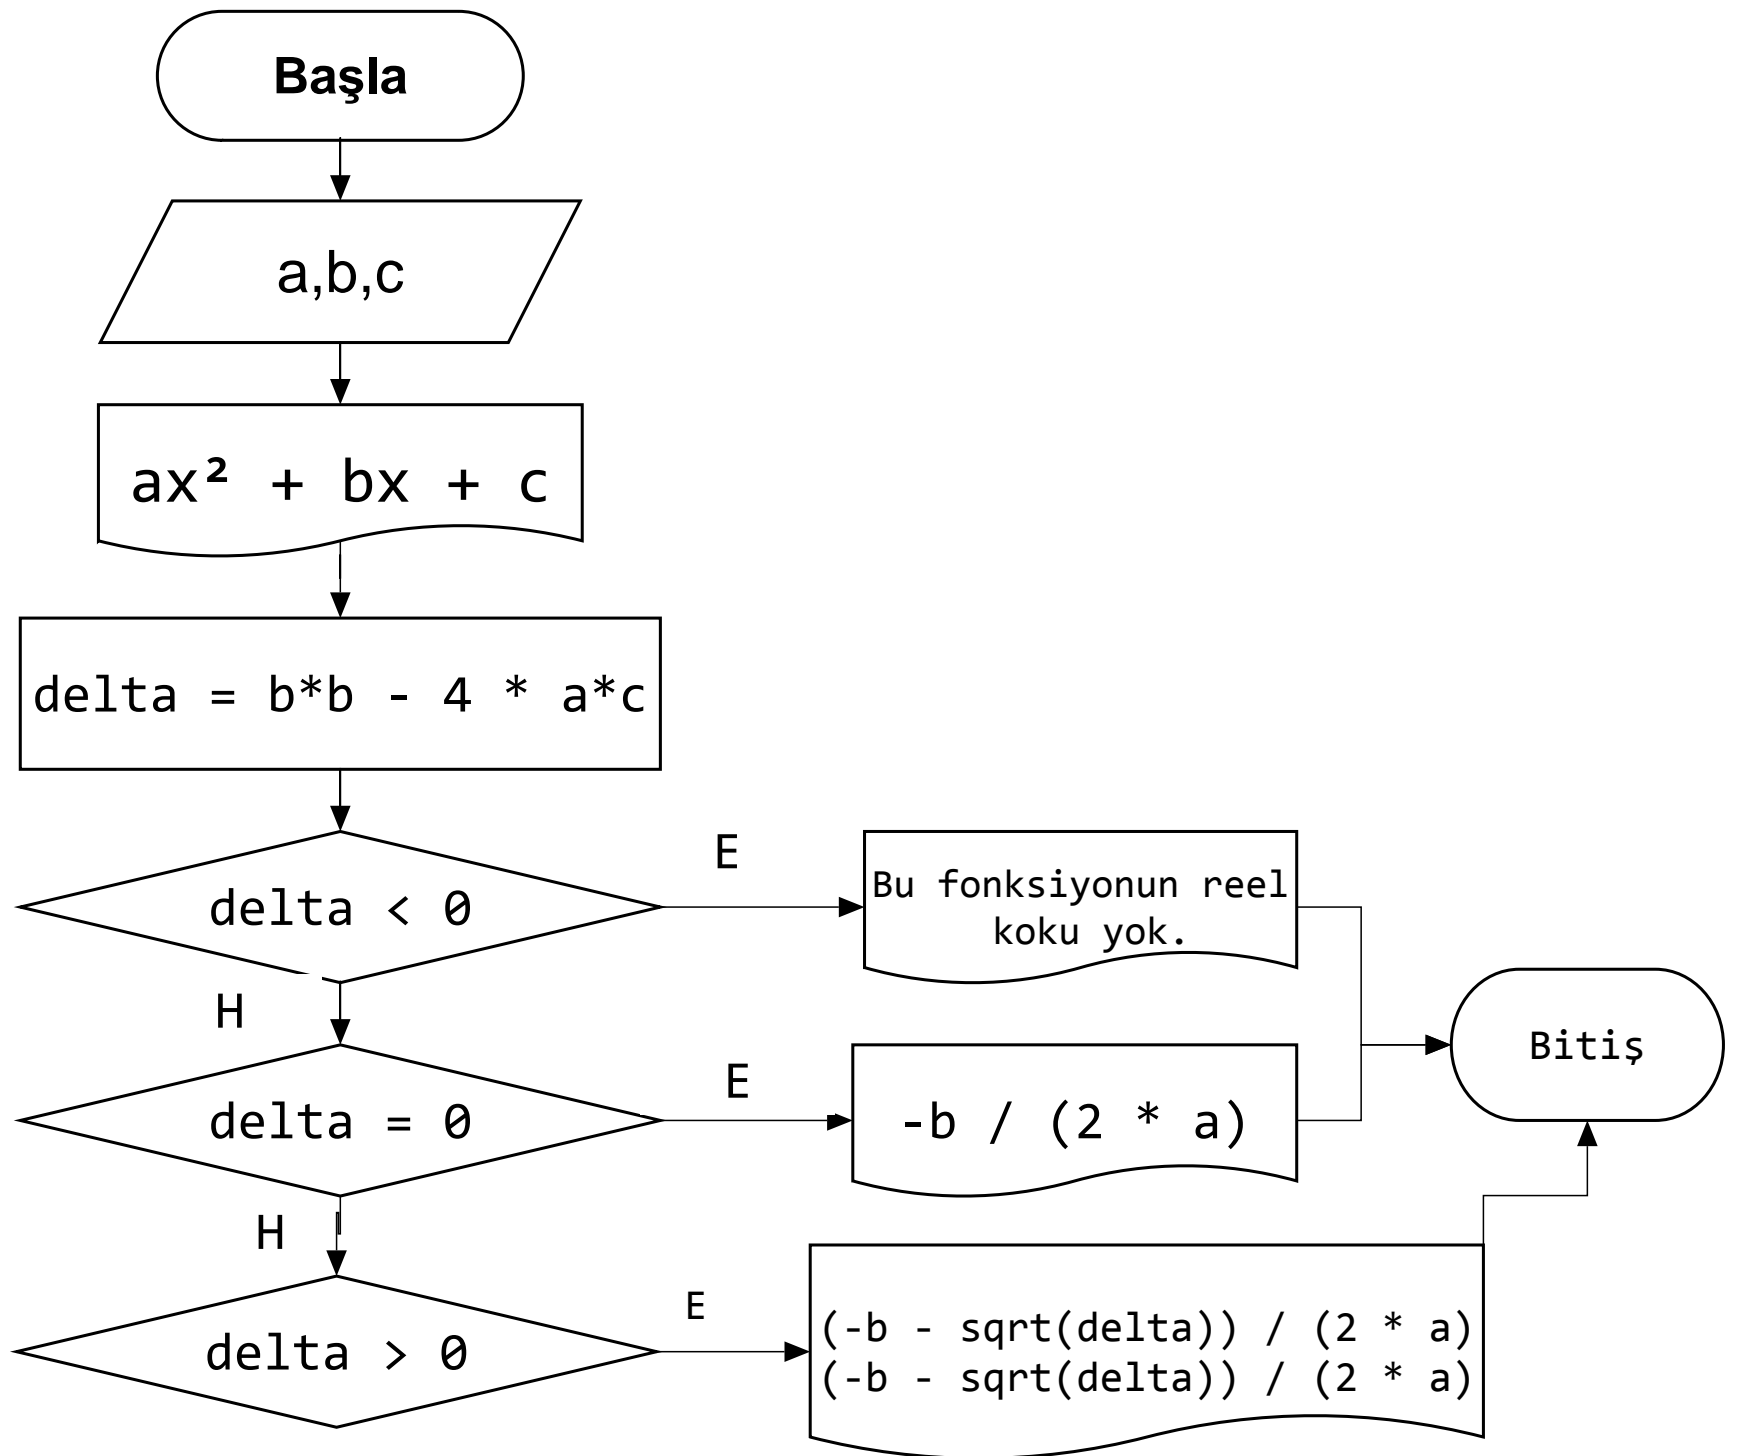 Başla
a,b,c
ax² + bx + c
delta = b*b - 4 * a*c
delta < 0
E
Bu fonksiyonun reel
koku yok.
H
delta = 0
E
-b / (2 * a)
Bitiş
H
delta > 0
E
(-b - sqrt(delta)) / (2 * a)
(-b - sqrt(delta)) / (2 * a)